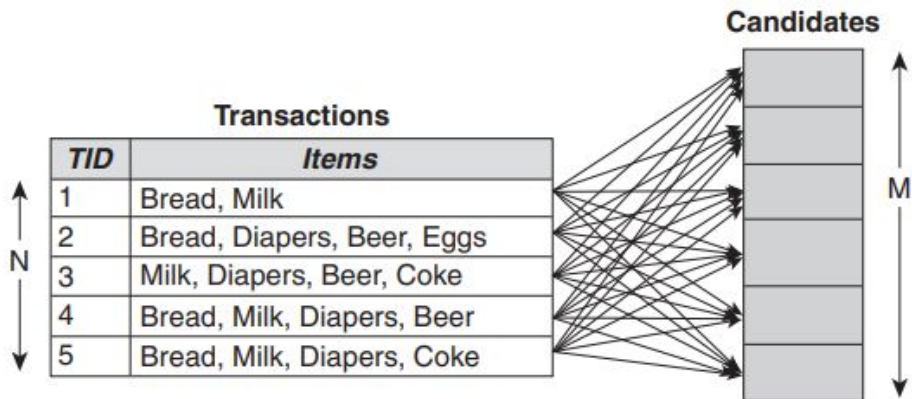 Candidates
Transactions
TID Items
1 Bread, Milk
2 Bread, Diapers, Beer, Eggs
3 Milk, Diapers, Beer, Coke
4 Bread, Milk, Diapers, Beer
5 Bread, Milk, Diapers, Coke
N
M